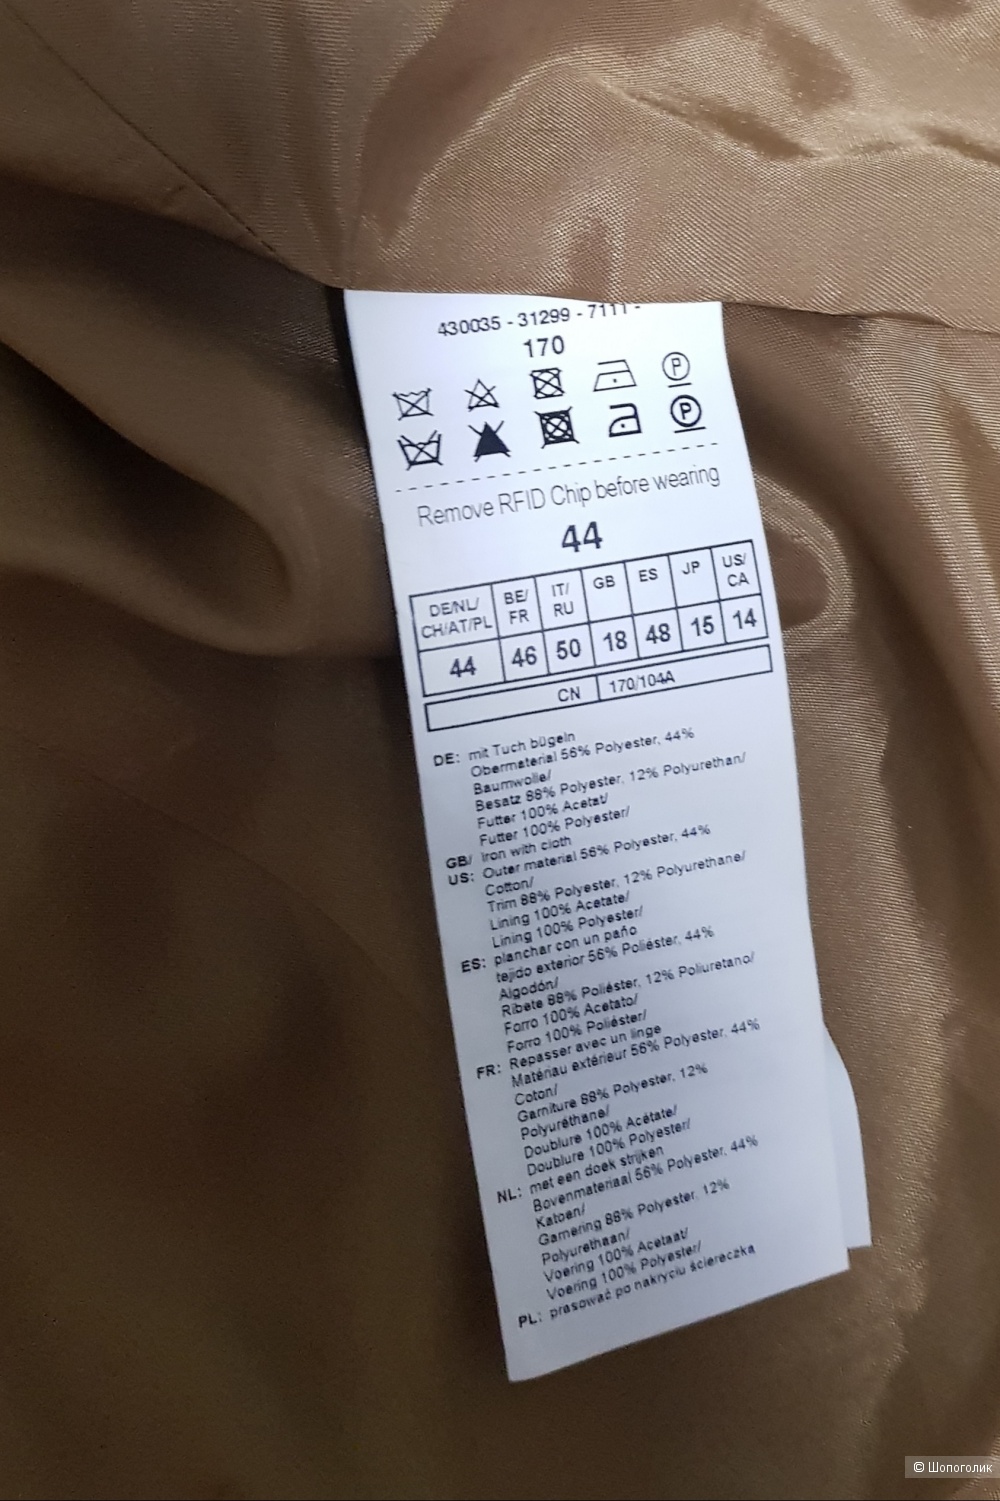 430035 - 31299 - 7111 -
170
Remove RFID Chip before wearing
44
DE/NL/ CH/AT/PL BE/ FR IT/ RU GB ES JP US/ CA
44 46 50 18 48 15 14
CN 170/104A
DE: mit Tuch bügeln
Obermaterial 56% Polyester, 44%
Baumwolle/
Besatz 88% Polyester, 12% Polyurethan/
Futter 100% Acetat/
Futter 100% Polyester/
GB/ Iron with cloth
US: Outer material 56% Polyester, 44%
Cotton/
Trim 88% Polyester, 12% Polyurethane/
Lining 100% Acetate/
Lining 100% Polyester/
ES: planchar con un paño
tejido exterior 56% Poliéster, 44%
Algodón/
Ribete 88% Poliéster, 12% Poliuretano/
Forro 100% Acetato/
Forro 100% Poliéster/
FR: Repasser avec un linge
Matériau extérieur 56% Polyester, 44%
Coton/
Garniture 88% Polyester, 12%
Polyuréthane/
Doublure 100% Acétate/
Doublure 100% Polyester/
NL: met een doek strijken
Bovenmateriaal 56% Polyester, 44%
Katoen/
Garnering 88% Polyester, 12%
Polyurethaan/
Voering 100% Acetaat/
Voering 100% Polyester/
PL: prasować po nakryciu ściereczka
© Шопоголик